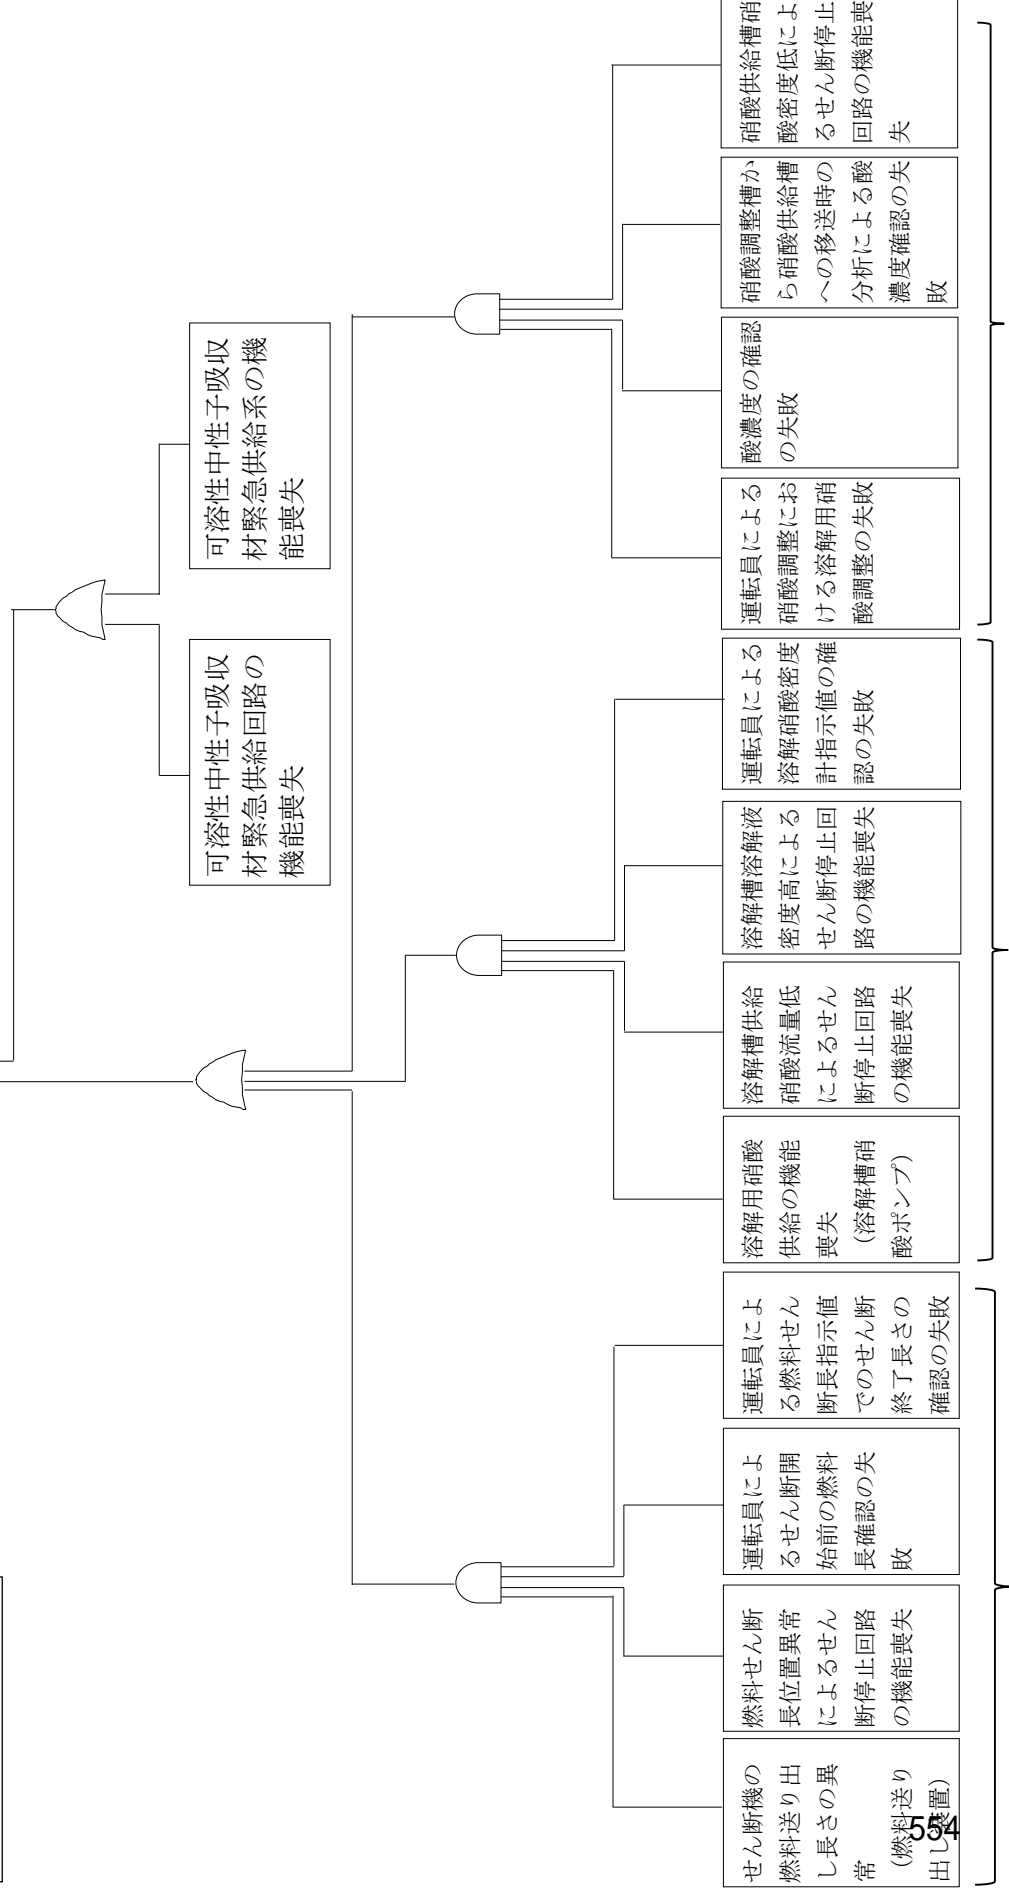 可溶性中性子吸収
材緊急供給回路の
機能喪失
可溶性中性子吸収
材緊急供給系の機
能喪失
せん断機の
燃料送り出
し長さの異
常
(燃料送り
出し装置)
燃料せん断
長位置異常
によるせん
断停止回路
の機能喪失
運転員によ
るせん断開
始前の燃料
長確認の失
敗
運転員によ
る燃料せん
断長指示値
でのせん断
終了長さの
確認の失敗
溶解用硝酸
供給の機能
喪失
(溶解槽硝
酸ポンプ)
溶解槽供給
硝酸流量低
によるせん
断停止回路
の機能喪失
溶解槽溶解液
密度高による
せん断停止回
路の機能喪失
運転員による
溶解硝酸密度
計指示値の確
認の失敗
運転員による
硝酸調整にお
ける溶解用硝
酸調整の失敗
酸濃度の確認
の失敗
硝酸調整槽か
ら硝酸供給槽
への移送時の
分析による酸
濃度確認の失
敗
硝酸供給槽硝
酸密度低によ
るせん断停止
回路の機能喪
失
554